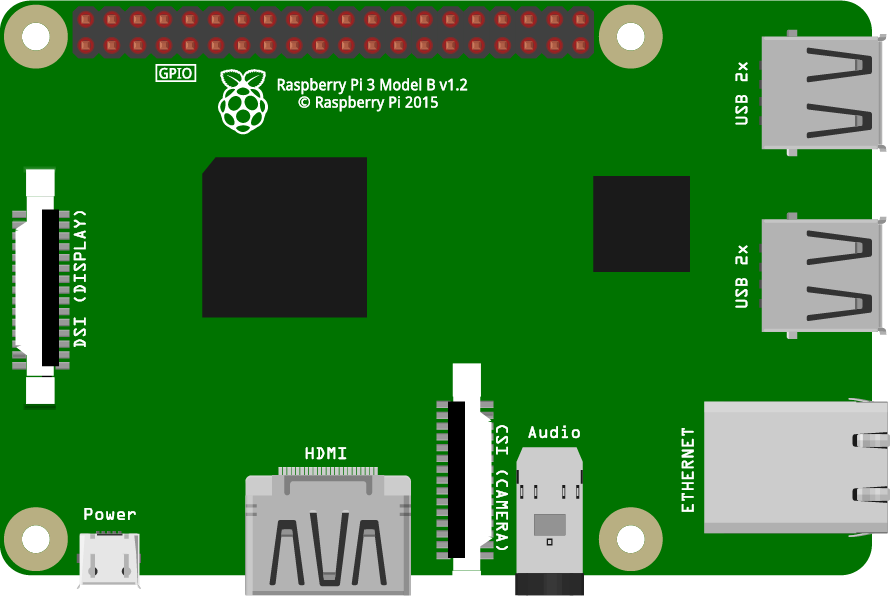 GPIO
Raspberry Pi 3 Model B v1.2
© Raspberry Pi 2015
USB 2x
DSI (DISPLAY)
USB 2x
Audio
CSI (CAMERA)
ETHERNET
HDMI
Power